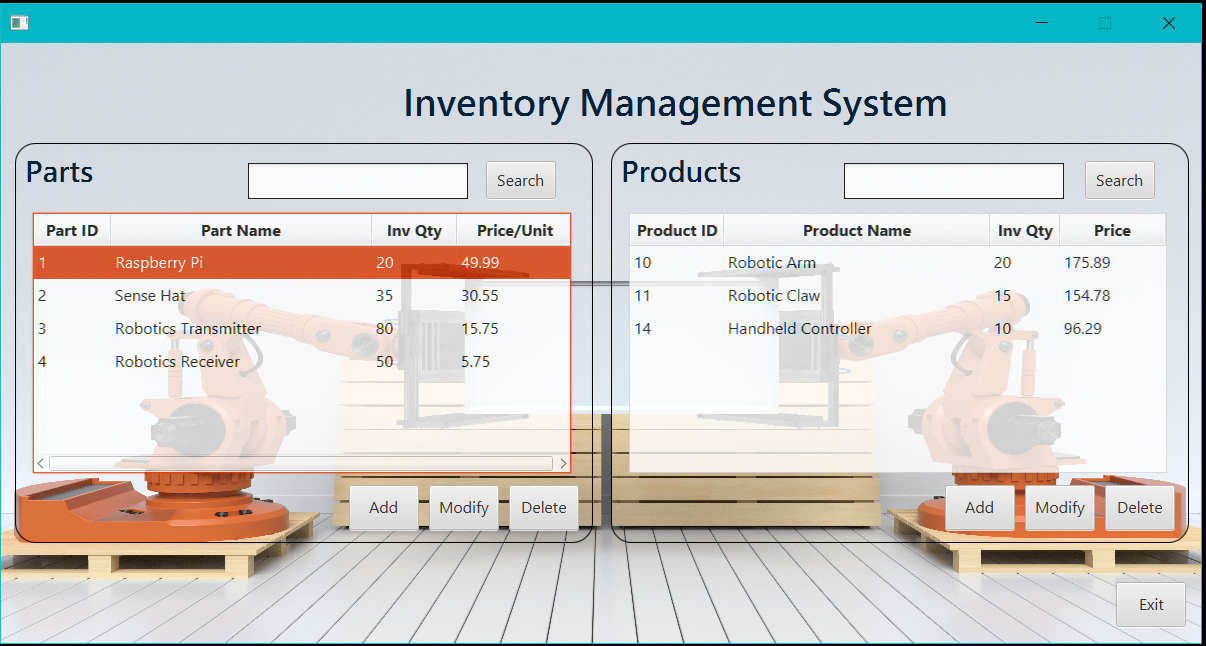 Inventory Management System
Parts
Search
Part ID Part Name Inv Qty Price/Unit
1 Raspberry Pi 20 49.99
2 Sense Hat 35 30.55
3 Robotics Transmitter 80 15.75
4 Robotics Receiver 50 5.75
Add Modify Delete
Products
Search
Product ID Product Name Inv Qty Price
10 Robotic Arm 20 175.89
11 Robotic Claw 15 154.78
14 Handheld Controller 10 96.29
Add Modify Delete
Exit